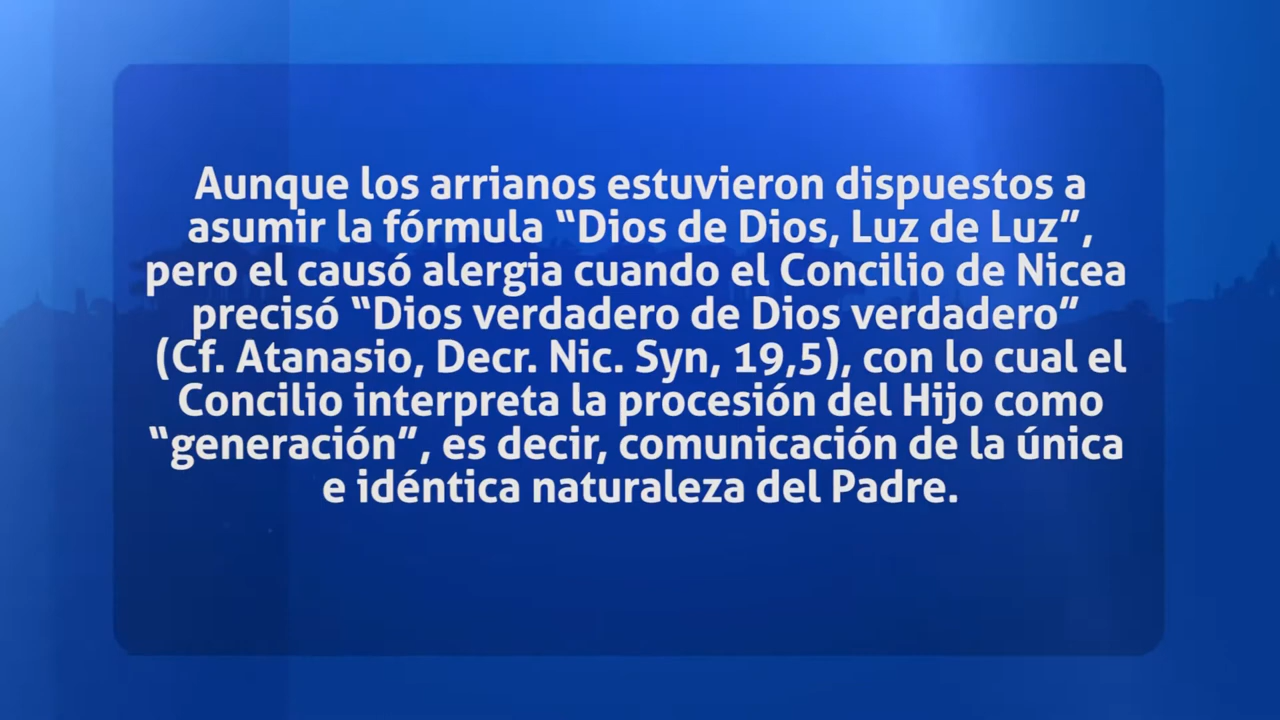 Aunque los arrianos estuvieron dispuestos a
asumir la fórmula “Dios de Dios, Luz de Luz”,
pero el causó alergia cuando el Concilio de Nicea
precisó “Dios verdadero de Dios verdadero”
(Cf. Atanasio, Decr. Nic. Syn, 19,5), con lo cual el
Concilio interpreta la procesión del Hijo como
“generación”, es decir, comunicación de la única
e idéntica naturaleza del Padre.